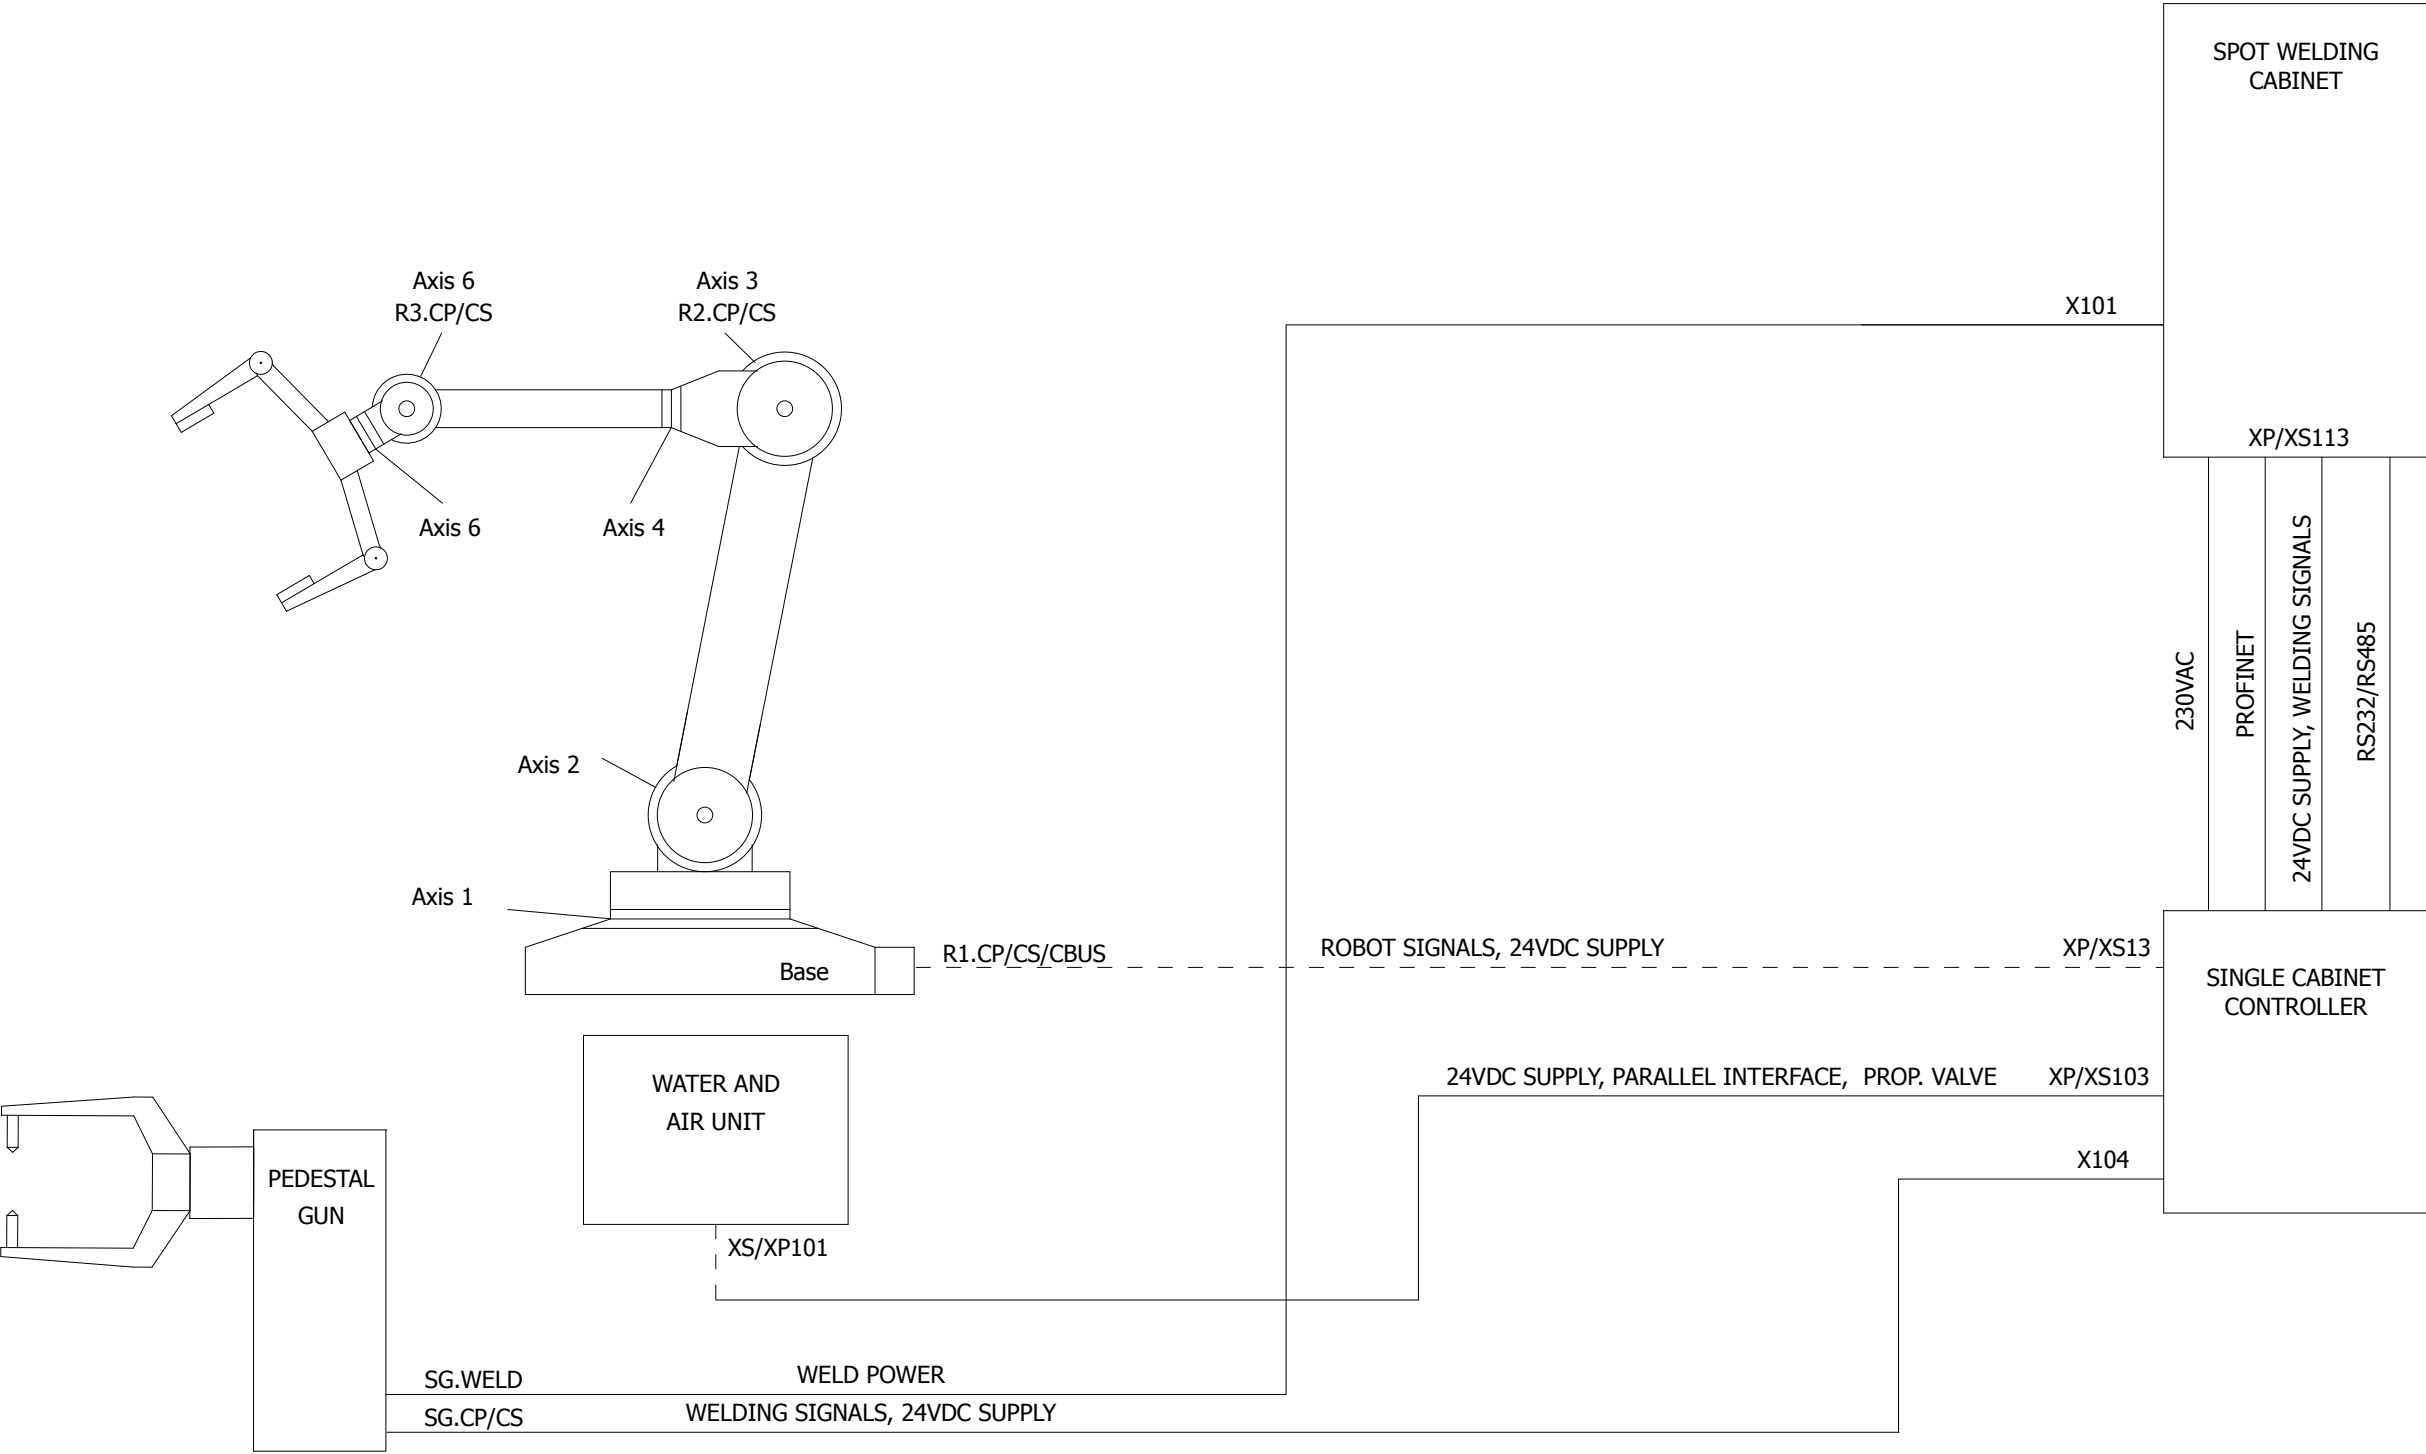 SPOT WELDING
CABINET
Axis 6
R3.CP/CS
Axis 3
R2.CP/CS
X101
XP/XS113
Axis 6
Axis 4
230VAC
PROFINET
24VDC SUPPLY, WELDING SIGNALS
RS232/RS485
Axis 2
Axis 1
Base
R1.CP/CS/CBUS
ROBOT SIGNALS, 24VDC SUPPLY
XP/XS13
SINGLE CABINET
CONTROLLER
WATER AND
AIR UNIT
24VDC SUPPLY, PARALLEL INTERFACE, PROP. VALVE
XP/XS103
X104
PEDESTAL
GUN
XS/XP101
SG.WELD
WELD POWER
SG.CP/CS
WELDING SIGNALS, 24VDC SUPPLY